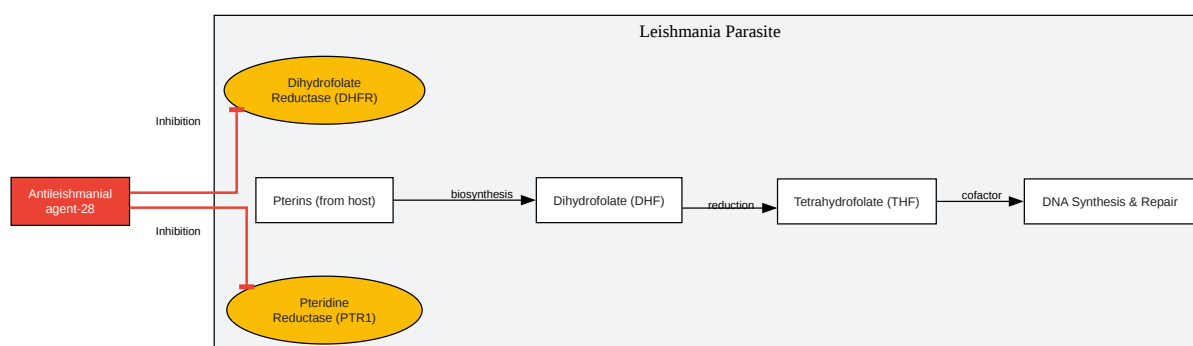 Leishmania Parasite
Dihydrofolate
Reductase (DHFR)
Inhibition
Antileishmanial
agent-28
Pterins (from host)
biosynthesis
Dihydrofolate (DHF)
reduction
Tetrahydrofolate (THF)
cofactor
DNA Synthesis & Repair
Inhibition
Pteridine
Reductase (PTR1)